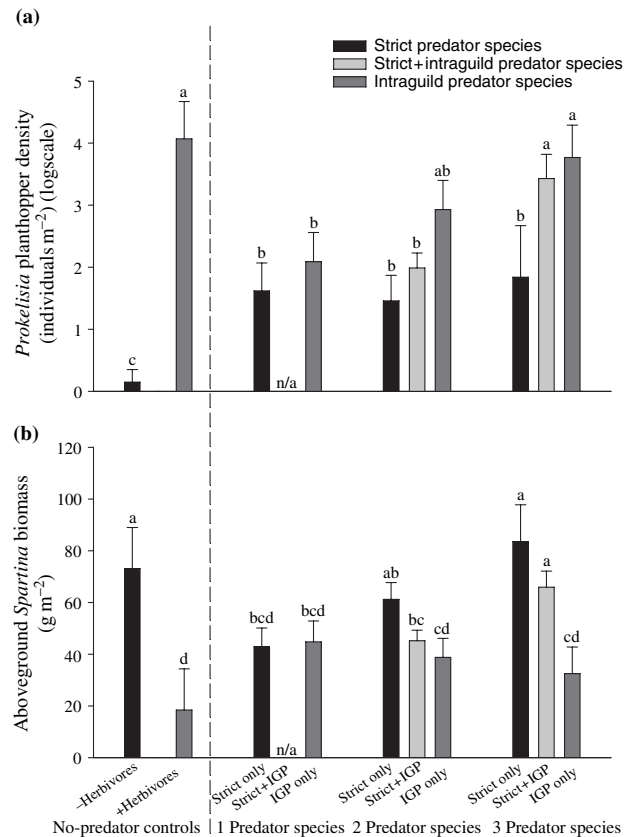 (a)
Strict predator species
Strict+intraguild predator species
Intraguild predator species
Prokelisia planthopper density
(individuals m⁻²) (logscale)
5
4
3
2
1
0
c
a
b
n/a
b
b
b
ab
b
a
a
(b)
Aboveground Spartina biomass
(g m⁻²)
120
100
80
60
40
20
0
a
d
bcd
n/a
bcd
ab
bc
cd
a
a
cd
–Herbivores
+Herbivores
Strict only
Strict+IGP
IGP only
Strict only
Strict+IGP
IGP only
Strict only
Strict+IGP
IGP only
No-predator controls
1 Predator species
2 Predator species
3 Predator species